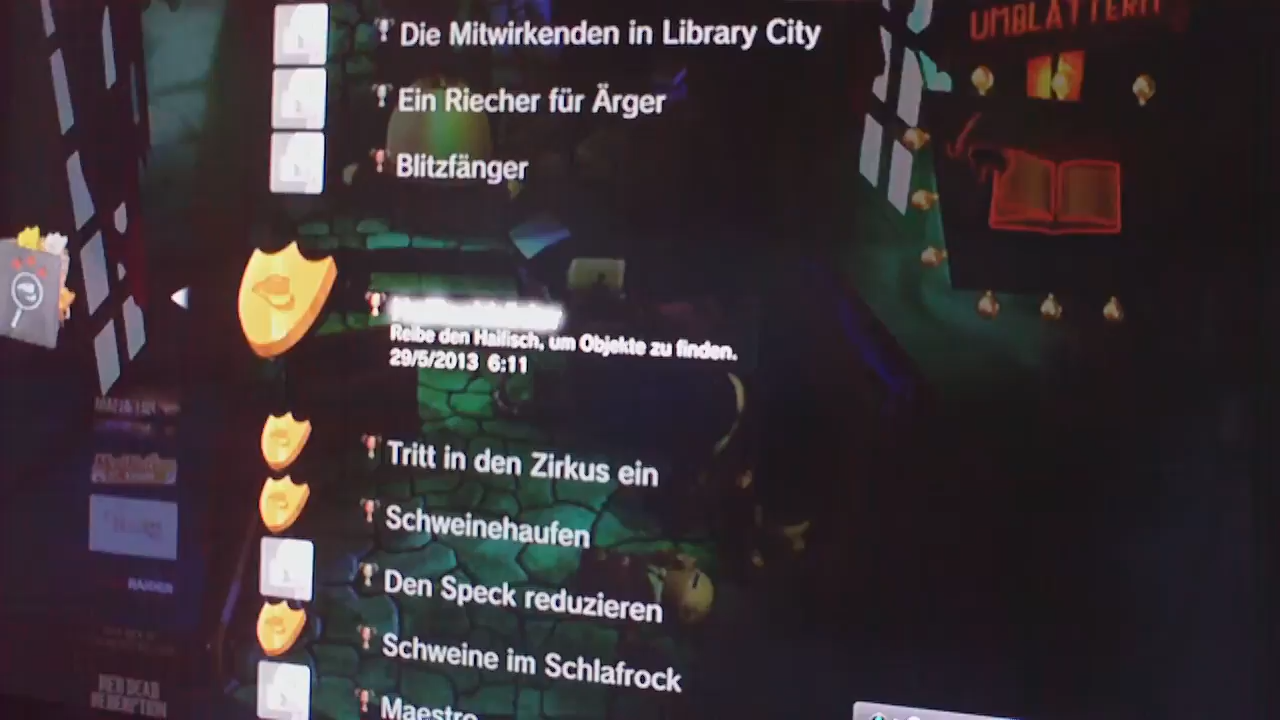 UMBLÄTTERN
Die Mitwirkenden in Library City
Ein Riecher für Ärger
Blitzfänger
Reibe den Haifisch, um Objekte zu finden.
29/5/2013 6:11
Tritt in den Zirkus ein
Schweinehaufen
Den Speck reduzieren
Schweine im Schlafrock
Maestro
RED DEAD
REDEMPTION